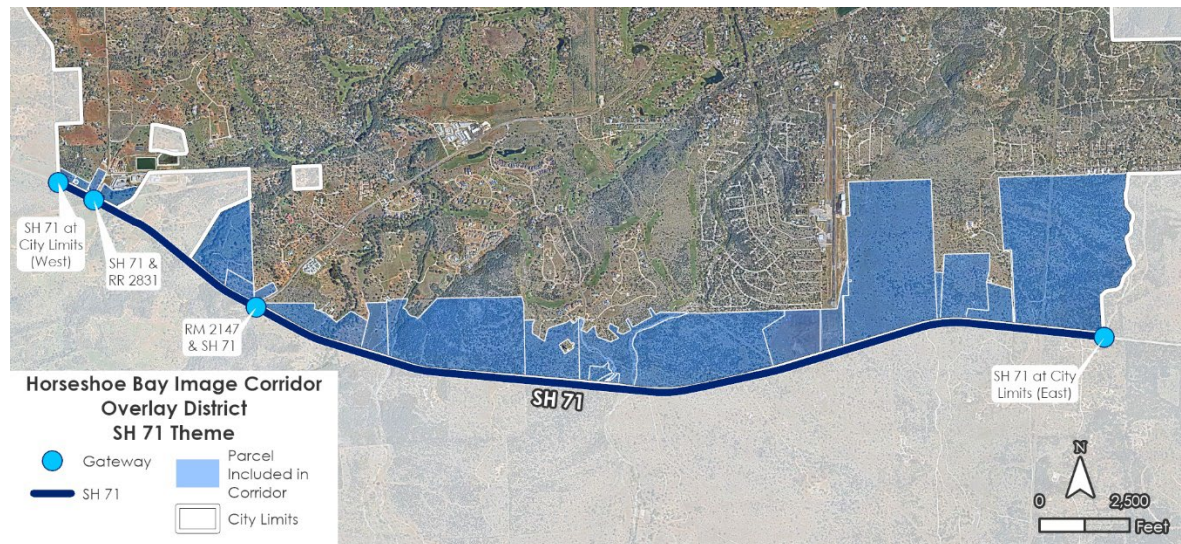 SH 71 at
City Limits
(West)
SH 71 &
RR 2831
RM 2147
& SH 71
SH 71
SH 71 at City
Limits (East)
Horseshoe Bay Image Corridor
Overlay District
SH 71 Theme
Gateway
SH 71
Parcel
Included in
Corridor
City Limits
N
0 2,500
Feet